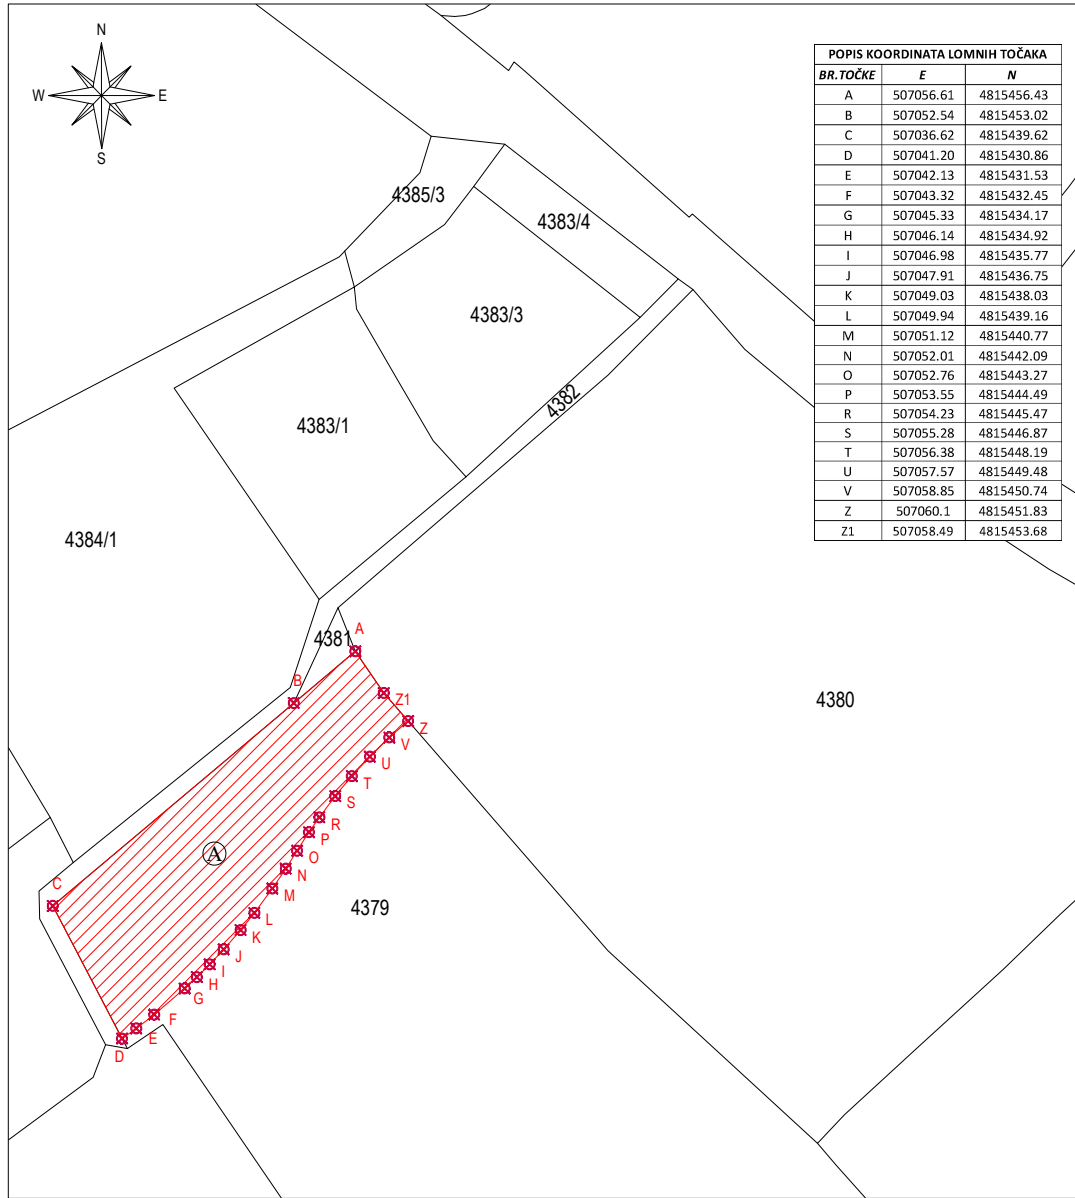 N
W E
S
POPIS KOORDINATA LOMNIH TOČAKA
BR.TOČKE E N
A 507056.61 4815456.43
B 507052.54 4815453.02
C 507036.62 4815439.62
D 507041.20 4815430.86
E 507042.13 4815431.53
F 507043.32 4815432.45
G 507045.33 4815434.17
H 507046.14 4815434.92
I 507046.98 4815435.77
J 507047.91 4815436.75
K 507049.03 4815438.03
L 507049.94 4815439.16
M 507051.12 4815440.77
N 507052.01 4815442.09
O 507052.76 4815443.27
P 507053.55 4815444.49
R 507054.23 4815445.47
S 507055.28 4815446.87
T 507056.38 4815448.19
U 507057.57 4815449.48
V 507058.85 4815450.74
Z 507060.1 4815451.83
Z1 507058.49 4815453.68
4385/3
4383/4
4383/3
4382
4383/1
4384/1
4381
A
B
Z1
4380
Z
V
U
T
S
R
P
O
A
N
M
C
4379
L
K
J
I
H
G
F
E
D